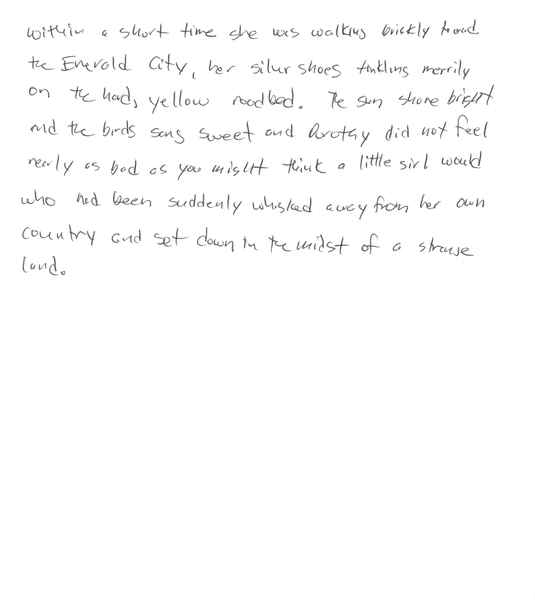 within a short time she was walking briskly toward
the Emerald City, her silver shoes tinkling merrily
on the hard, yellow roadbed. The sun shone bright
and the birds sang sweet and Dorothy did not feel
nearly as bad as you might think a little girl would
who had been suddenly whisked away from her own
country and set down in the midst of a strange
land.